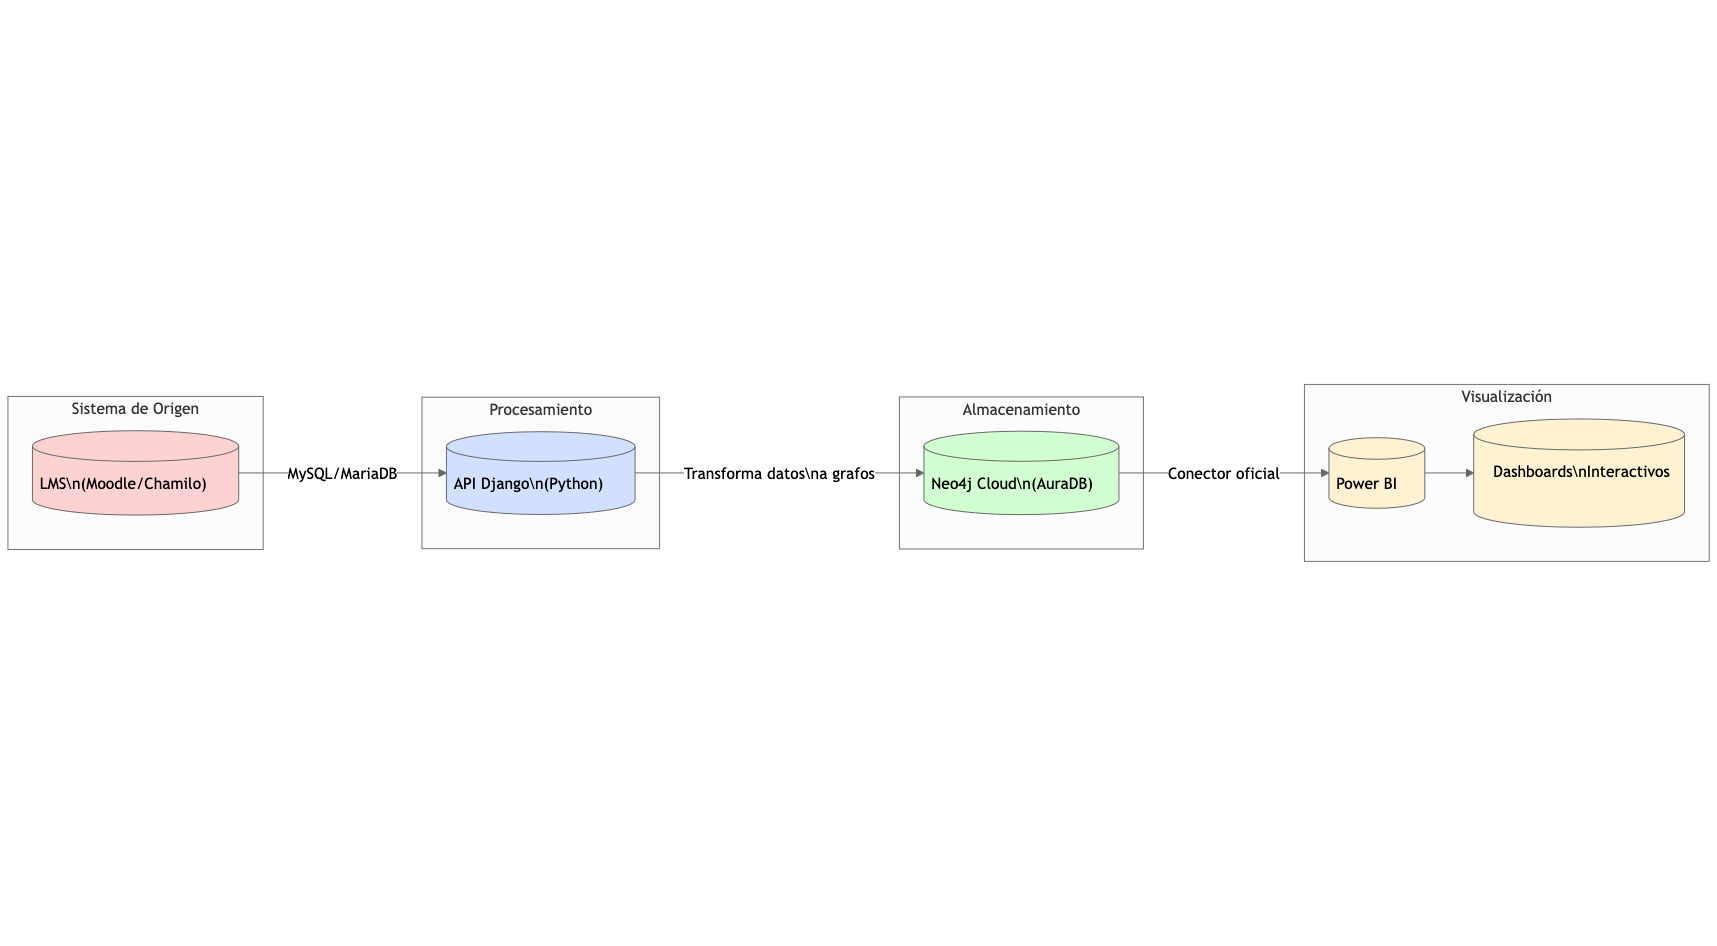 Sistema de Origen
LMS\n(Moodle/Chamilo)
MySQL/MariaDB
Procesamiento
API Django\n(Python)
Transforma datos\na grafos
Almacenamiento
Neo4j Cloud\n(AuraDB)
Conector oficial
Visualización
Power BI
Dashboards\nInteractivos